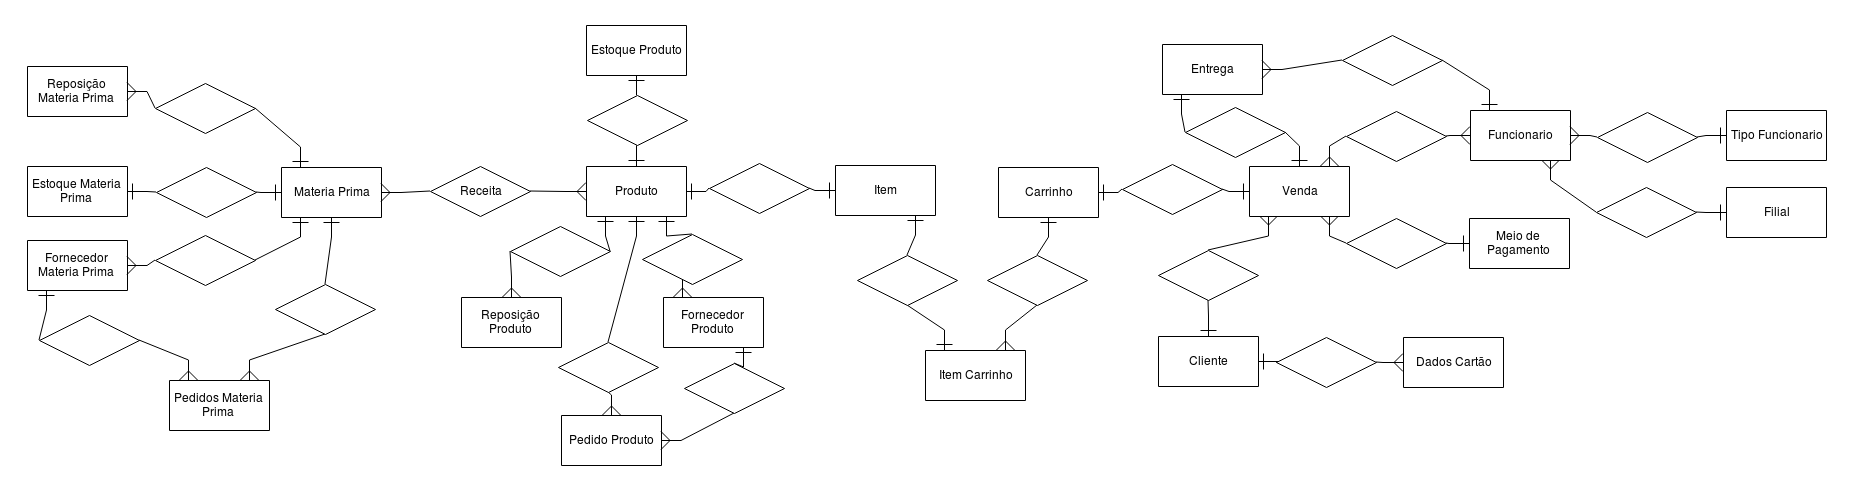 Estoque Produto
Entrega
Reposição
Materia Prima
Funcionario
Tipo Funcionario
Estoque Materia
Prima
Materia Prima
Receita
Produto
Item
Carrinho
Venda
Filial
Fornecedor
Materia Prima
Meio de
Pagamento
Reposição
Produto
Fornecedor
Produto
Cliente
Dados Cartão
Item Carrinho
Pedidos Materia
Prima
Pedido Produto